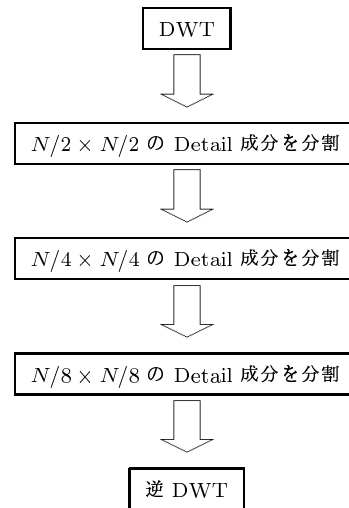 DWT
N/2 × N/2 の Detail 成分を分割
N/4 × N/4 の Detail 成分を分割
N/8 × N/8 の Detail 成分を分割
逆 DWT